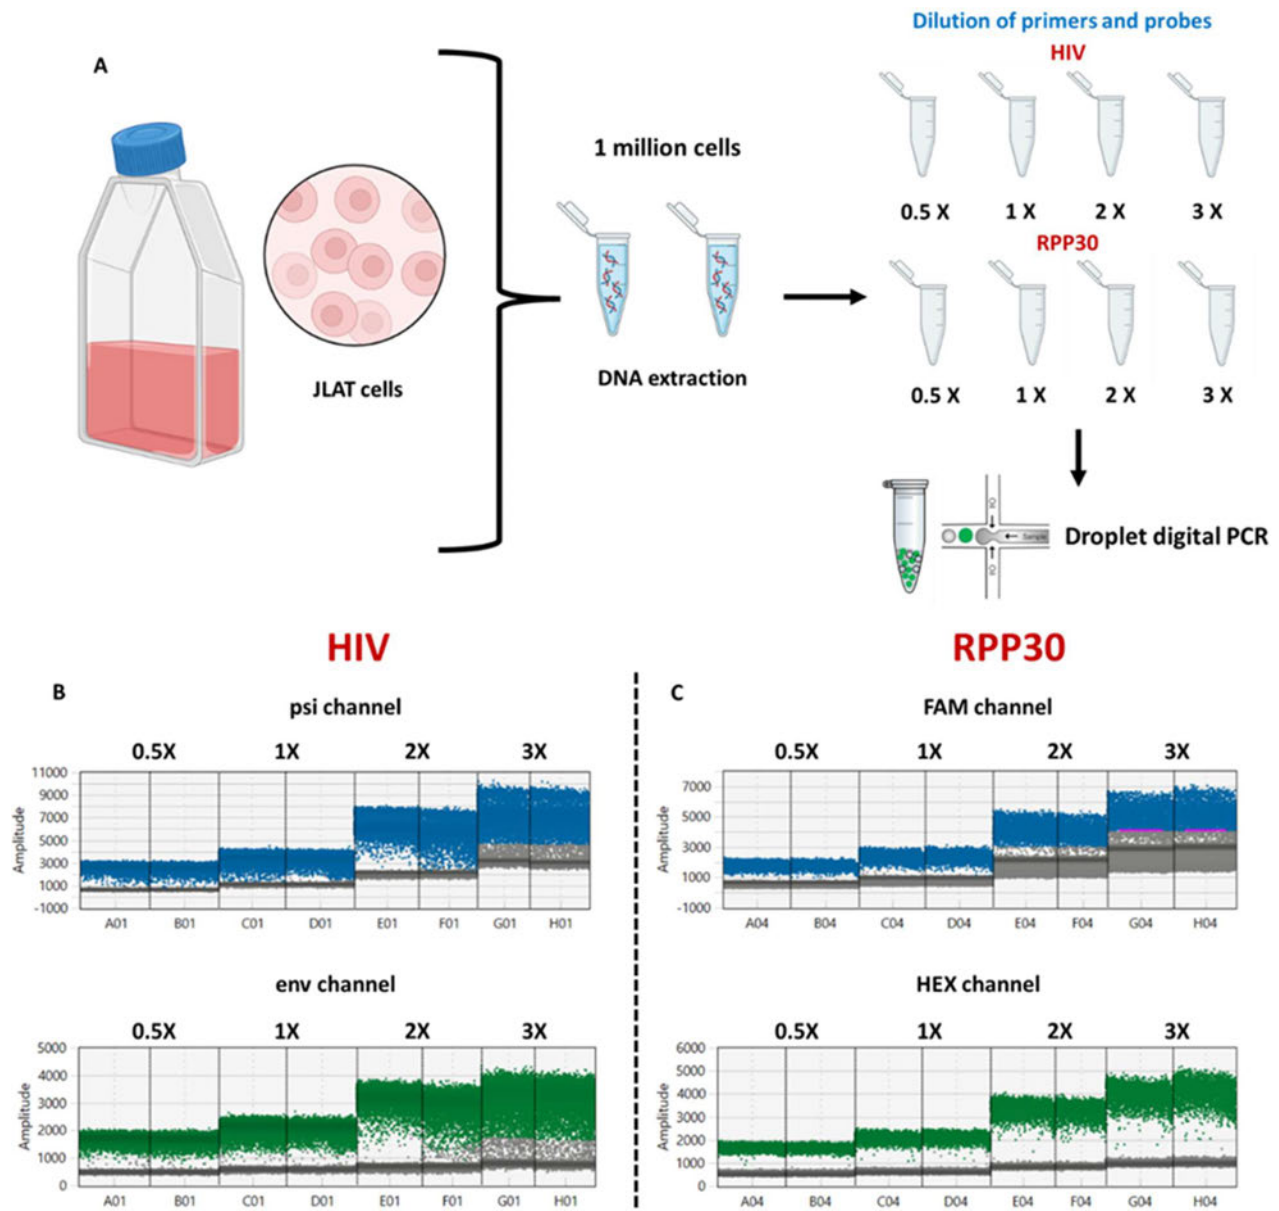 Dilution of primers and probes
HIV
A
1 million cells
0.5 X 1 X 2 X 3 X
RPP30
JLAT cells
DNA extraction
0.5 X 1 X 2 X 3 X
Oil
Sample
Oil
Droplet digital PCR
HIV
B
psi channel
0.5X 1X 2X 3X
Amplitude
11000
9000
7000
5000
3000
1000
-1000
A01 B01 C01 D01 E01 F01 G01 H01
env channel
0.5X 1X 2X 3X
Amplitude
5000
4000
3000
2000
1000
0
A01 B01 C01 D01 E01 F01 G01 H01
RPP30
C
FAM channel
0.5X 1X 2X 3X
Amplitude
7000
5000
3000
1000
-1000
A04 B04 C04 D04 E04 F04 G04 H04
HEX channel
0.5X 1X 2X 3X
Amplitude
6000
5000
4000
3000
2000
1000
0
A04 B04 C04 D04 E04 F04 G04 H04